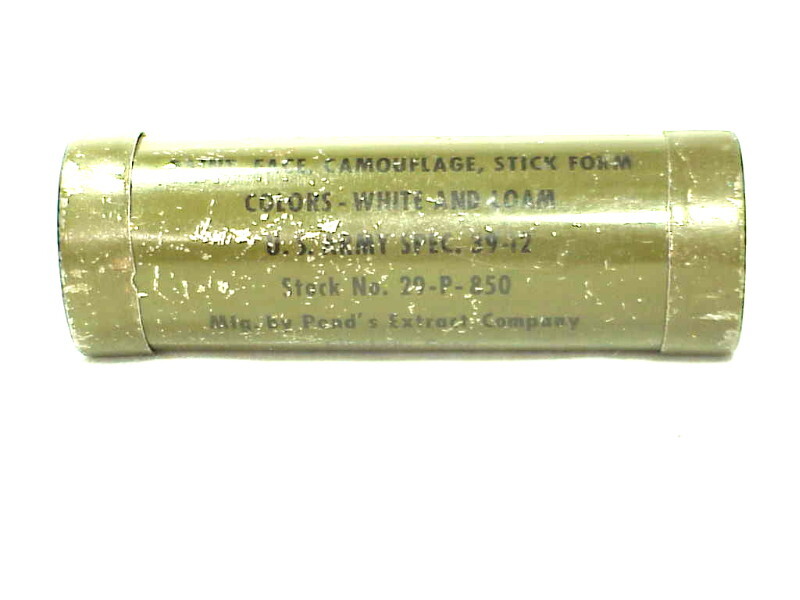 PAINT, FACE, CAMOUFLAGE, STICK FORM
COLORS - WHITE AND LOAM
U. S. ARMY SPEC.
Stock No. 29-P-850
Mfg. by Pond's Extract Company